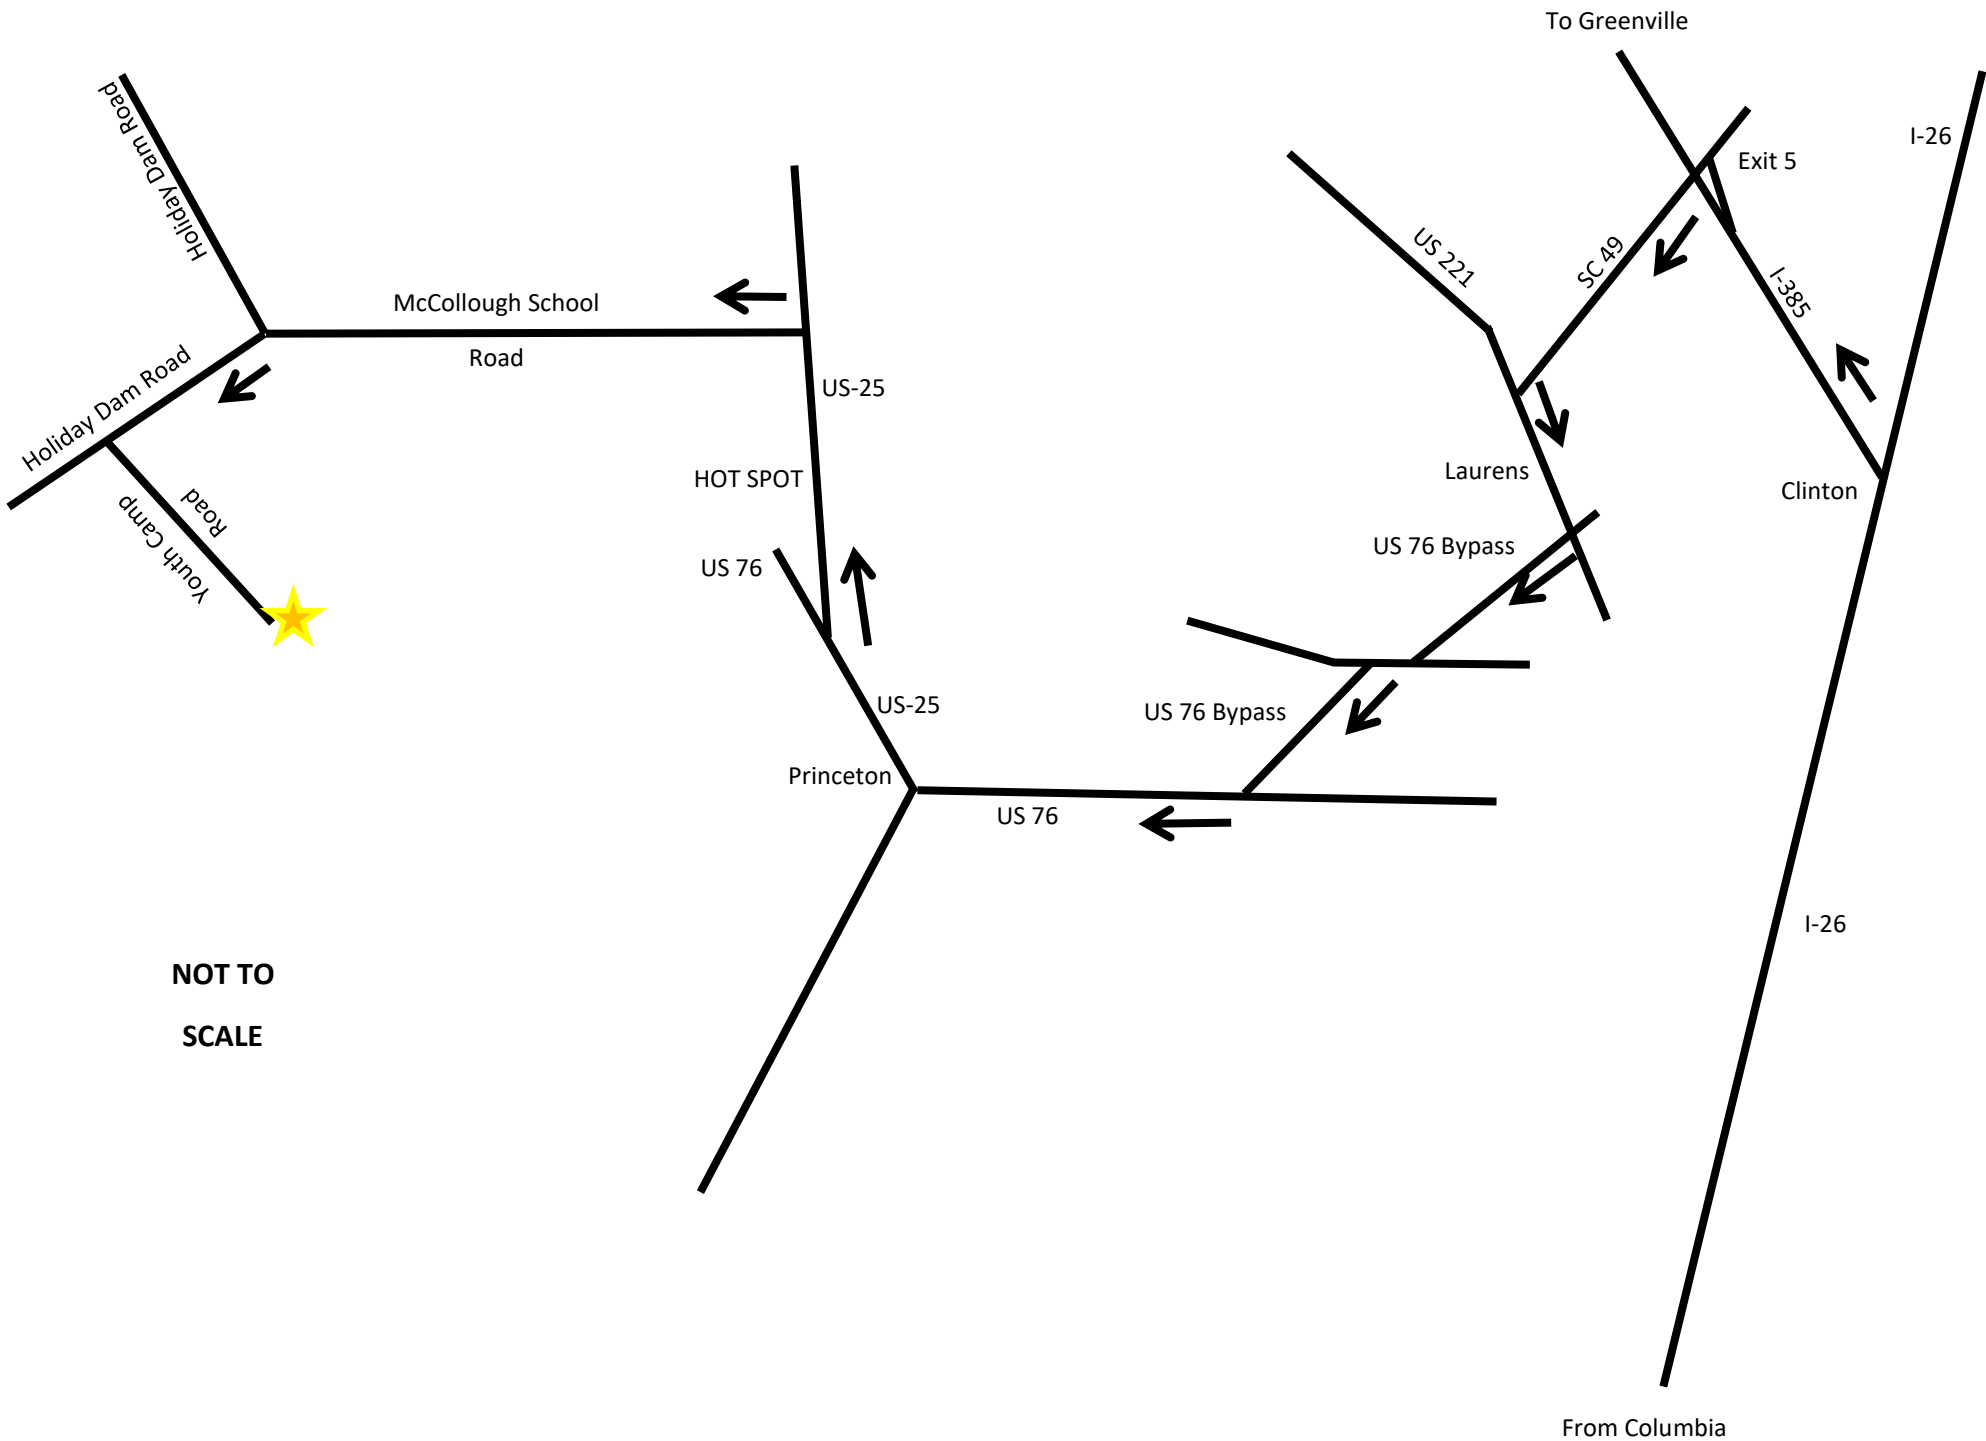 To Greenville
I-26
Exit 5
Holiday Dam Road
US 221
SC 49
I-385
McCollough School
Road
Holiday Dam Road
US-25
Laurens
HOT SPOT
Clinton
Road
Youth Camp
US 76 Bypass
US 76
US-25
US 76 Bypass
Princeton
US 76
I-26
NOT TO
SCALE
From Columbia